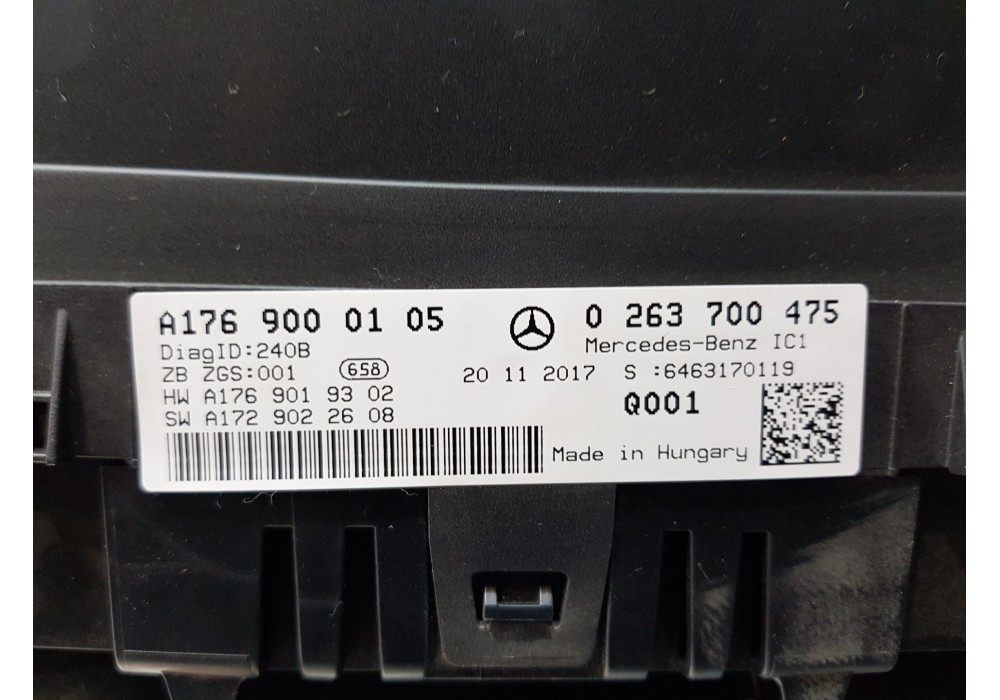 A176 900 01 05
0 263 700 475
DiagID:240B
Mercedes-Benz IC1
ZB ZGS:001
658
20 11 2017 S :6463170119
HW A176 901 93 02
Q001
SW A172 902 26 08
Made in Hungary